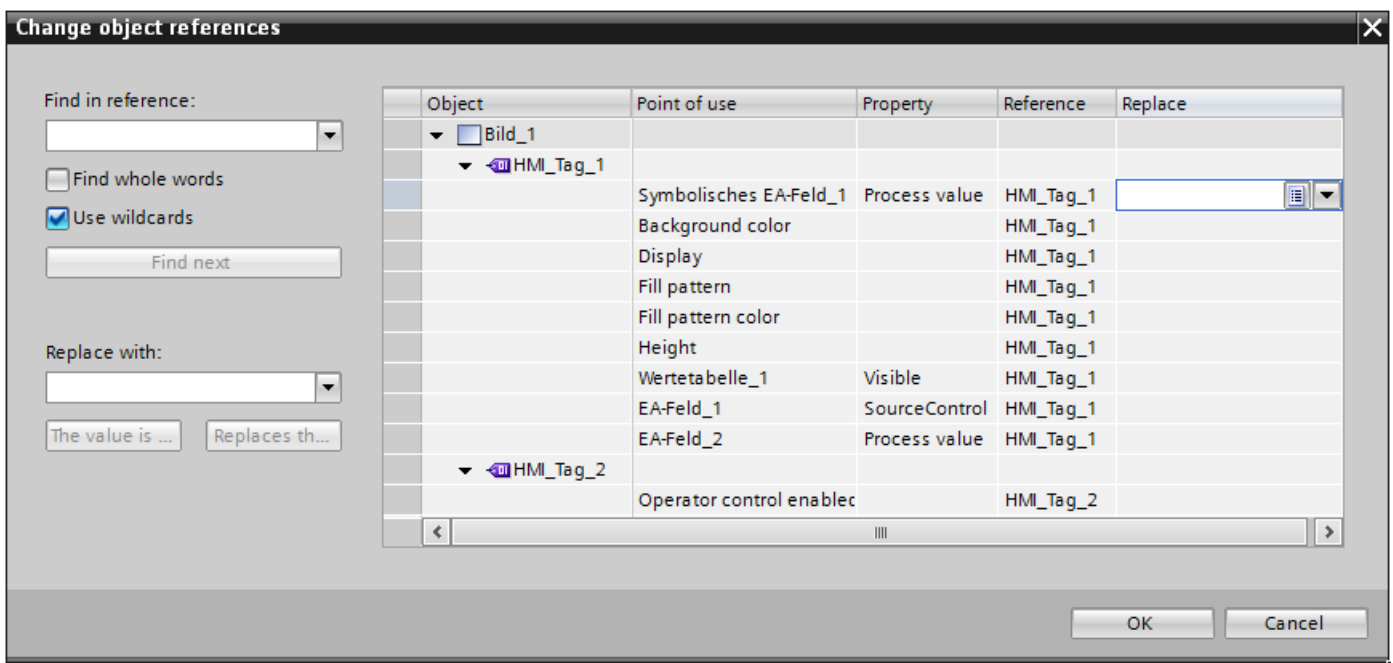 Change object references
Find in reference:
Find whole words
Use wildcards
Find next
Replace with:
The value is ... Replaces th...
Object Point of use Property Reference Replace
Bild_1
HMI_Tag_1
Symbolisches EA-Feld_1 Process value HMI_Tag_1
Background color HMI_Tag_1
Display HMI_Tag_1
Fill pattern HMI_Tag_1
Fill pattern color HMI_Tag_1
Height HMI_Tag_1
Wertetabelle_1 Visible HMI_Tag_1
EA-Feld_1 SourceControl HMI_Tag_1
EA-Feld_2 Process value HMI_Tag_1
HMI_Tag_2
Operator control enabled HMI_Tag_2
OK Cancel